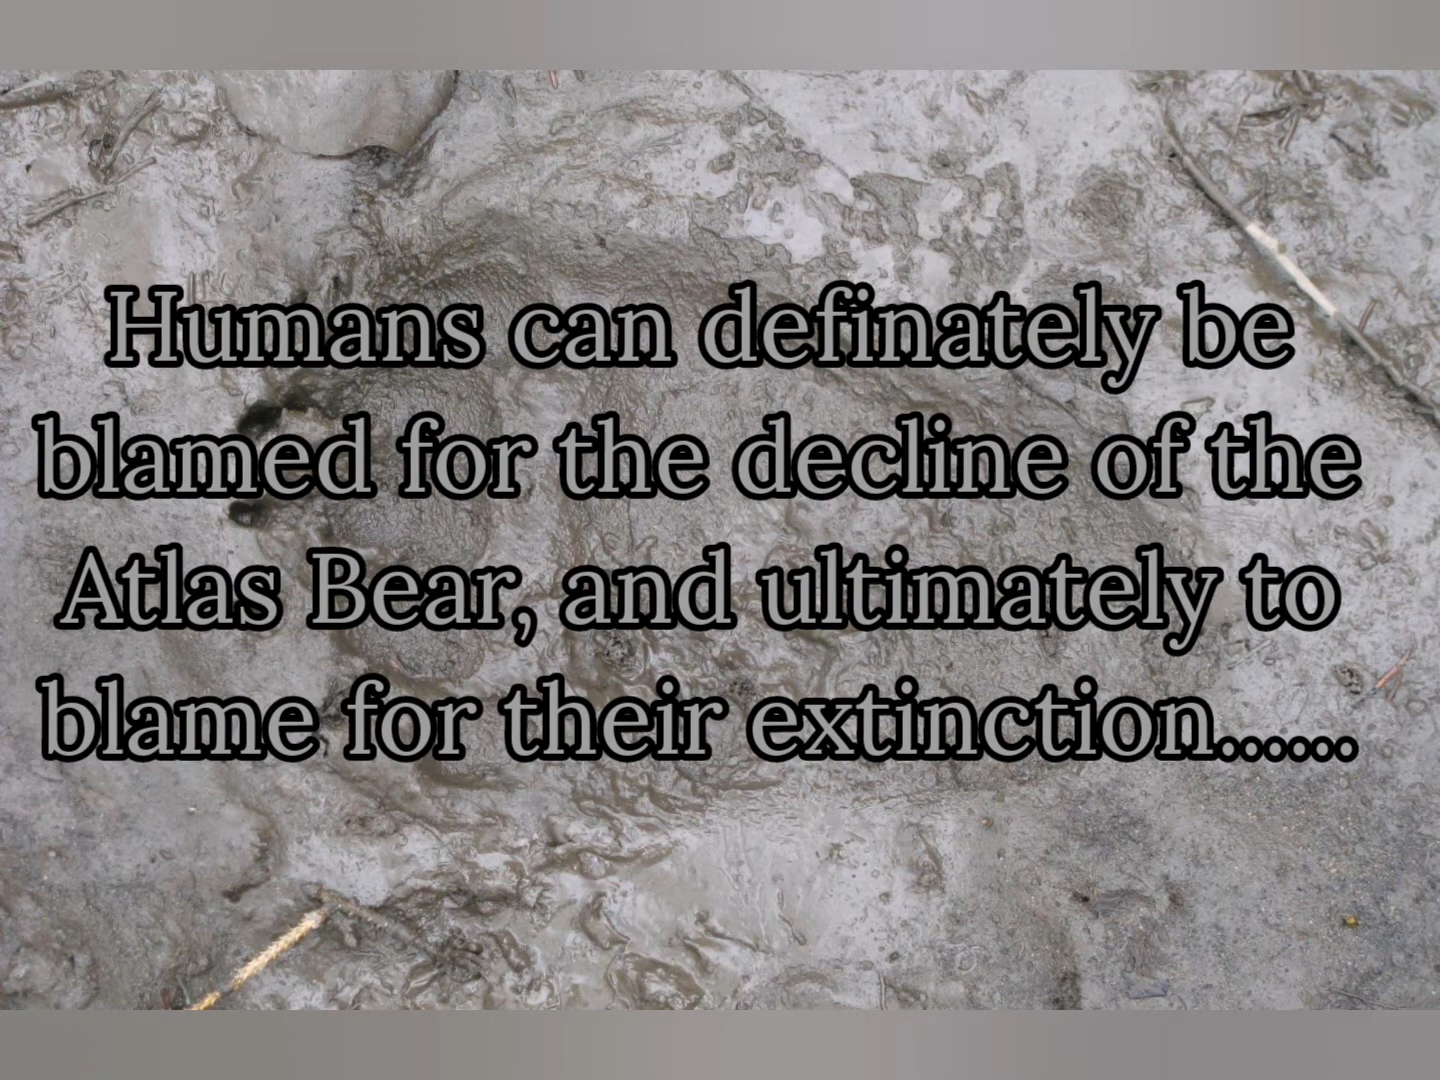 Humans can definately be
blamed for the decline of the
Atlas Bear, and ultimately to
blame for their extinction......